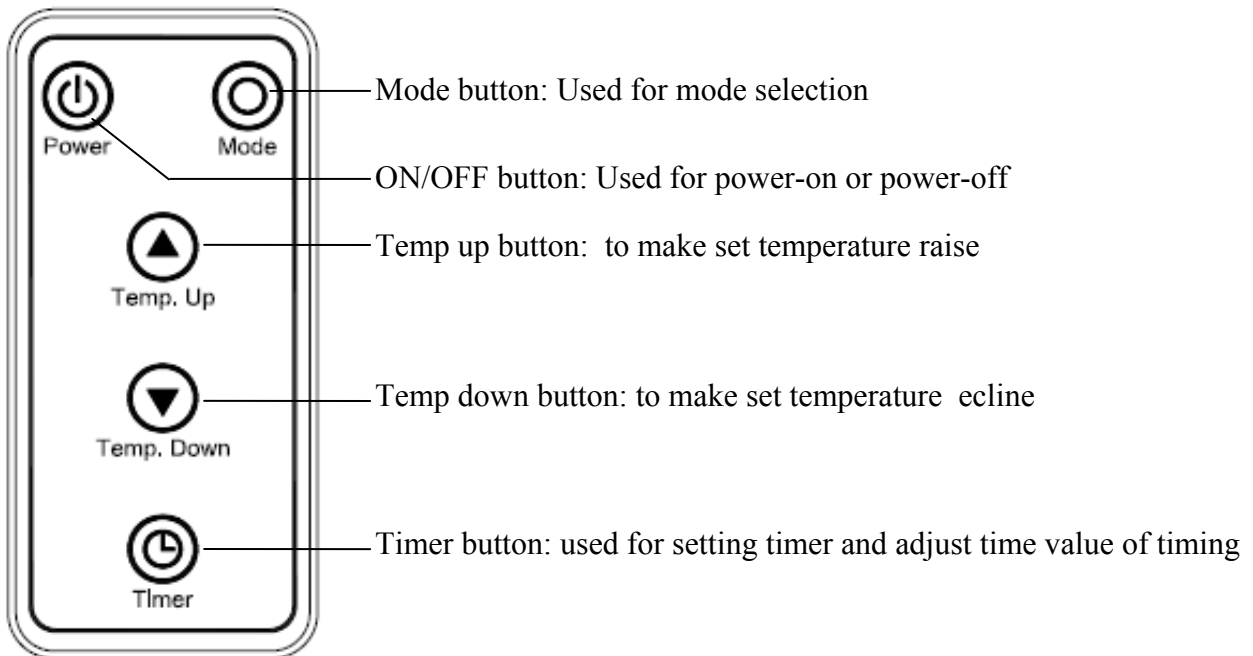 Power
Mode
Mode button: Used for mode selection
ON/OFF button: Used for power-on or power-off
Temp up button: to make set temperature raise
Temp. Up
Temp down button: to make set temperature ecline
Temp. Down
Timer button: used for setting timer and adjust time value of timing
TImer